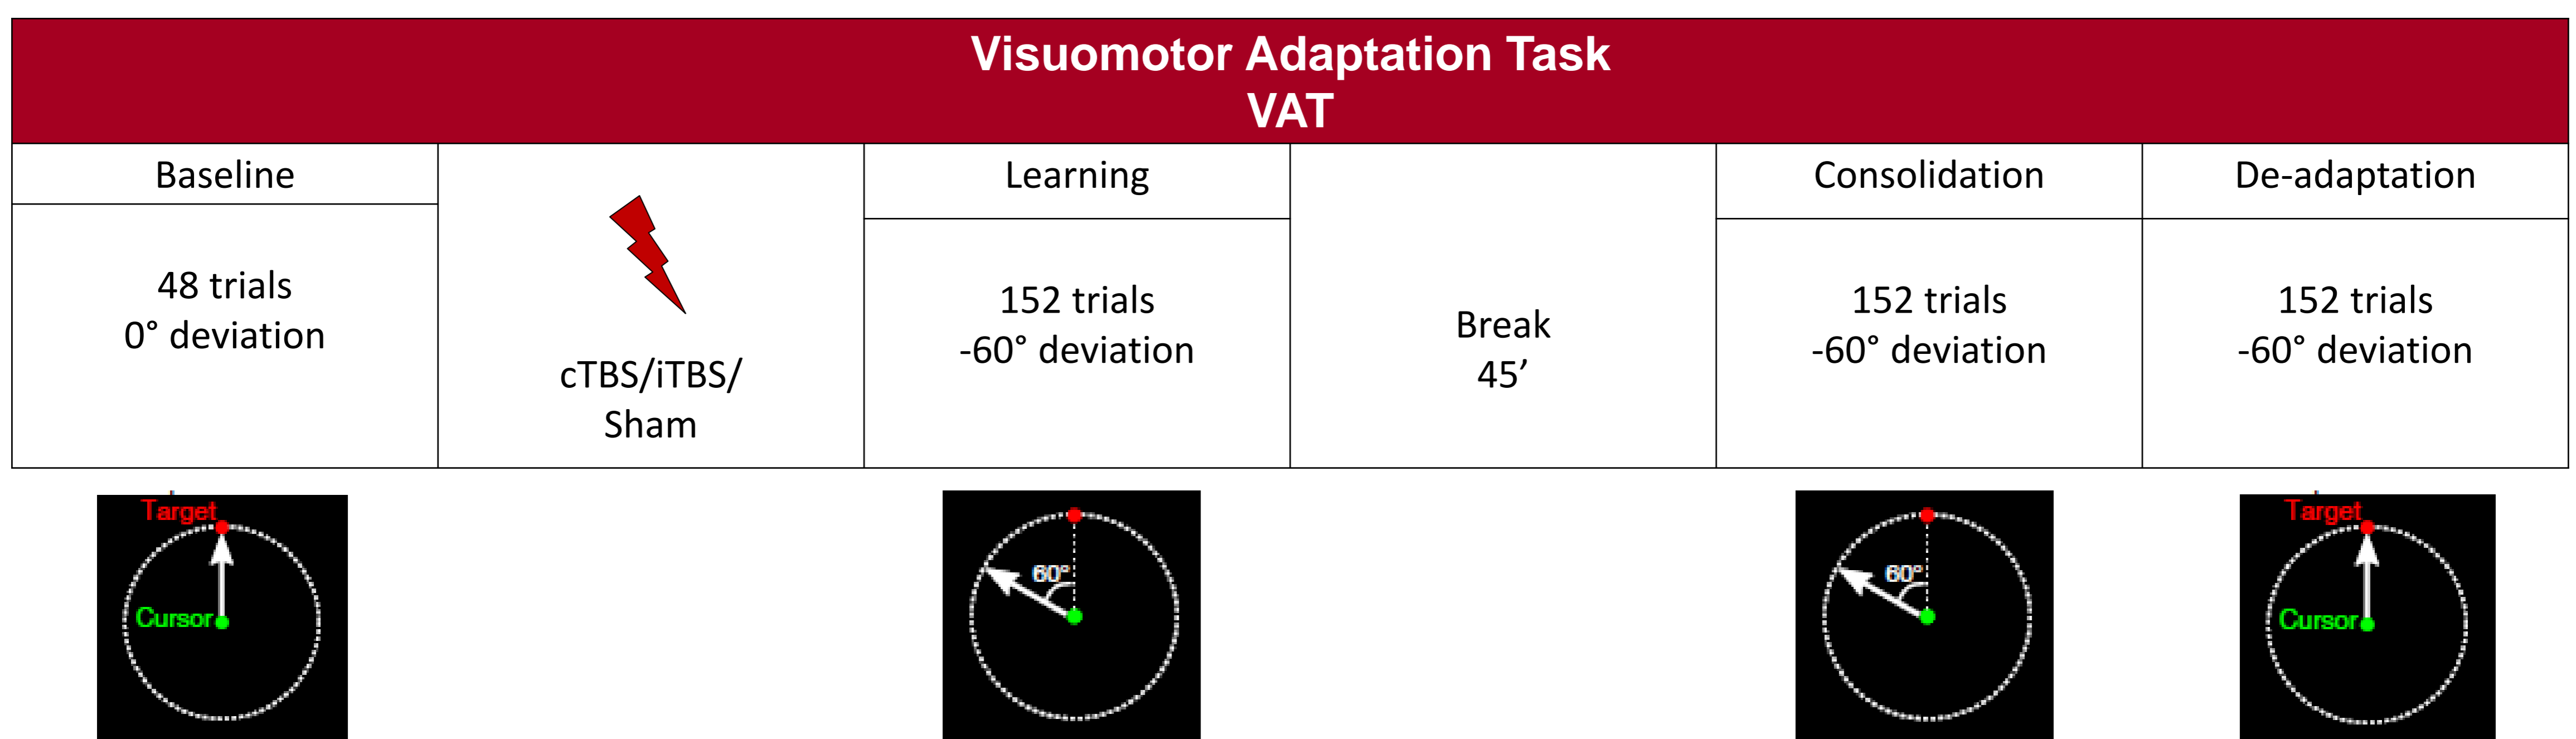 Visuomotor Adaptation Task
VAT
Baseline
48 trials
0° deviation
cTBS/iTBS/
Sham
Learning
152 trials
-60° deviation
Break
45’
Consolidation
152 trials
-60° deviation
De-adaptation
152 trials
-60° deviation
Target
Cursor
60°
60°
Target
Cursor